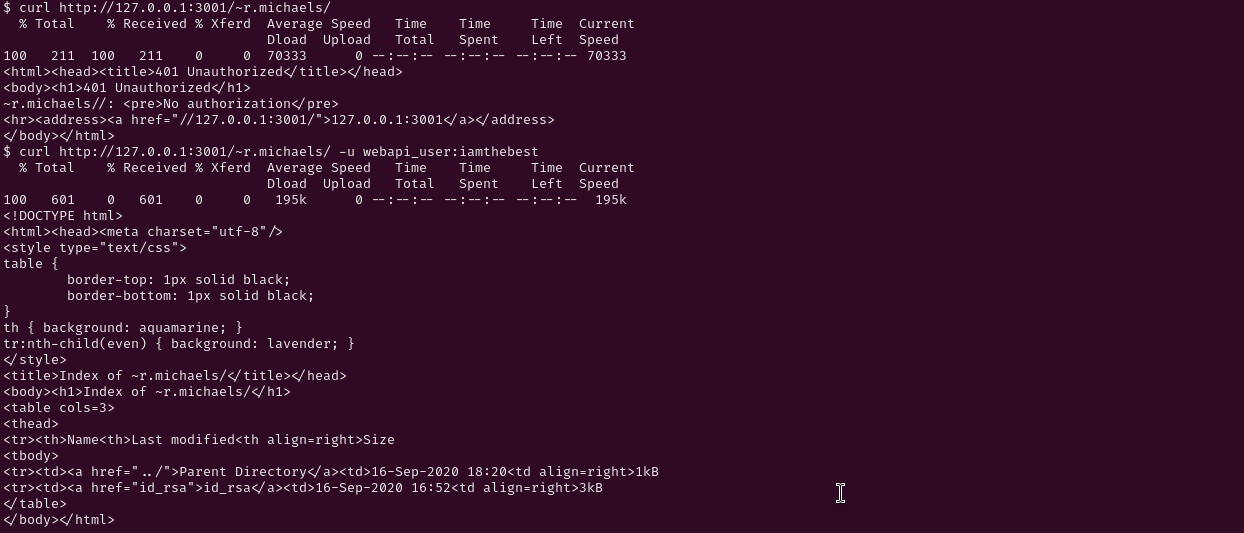 $ curl http://127.0.0.1:3001/~r.michaels/
  % Total    % Received % Xferd  Average Speed   Time    Time     Time  Current
                                 Dload  Upload   Total   Spent    Left  Speed
100   211  100   211    0     0  70333      0 --:--:-- --:--:-- --:--:-- 70333
<html><head><title>401 Unauthorized</title></head>
<body><h1>401 Unauthorized</h1>
~r.michaels//: <pre>No authorization</pre>
<hr><address><a href="//127.0.0.1:3001/">127.0.0.1:3001</a></address>
</body></html>
$ curl http://127.0.0.1:3001/~r.michaels/ -u webapi_user:iamthebest
  % Total    % Received % Xferd  Average Speed   Time    Time     Time  Current
                                 Dload  Upload   Total   Spent    Left  Speed
100   601    0   601    0     0   195k      0 --:--:-- --:--:-- --:--:--  195k
<!DOCTYPE html>
<html><head><meta charset="utf-8"/>
<style type="text/css">
table {
        border-top: 1px solid black;
        border-bottom: 1px solid black;
}
th { background: aquamarine; }
tr:nth-child(even) { background: lavender; }
</style>
<title>Index of ~r.michaels/</title></head>
<body><h1>Index of ~r.michaels/</h1>
<table cols=3>
<thead>
<tr><th>Name<th>Last modified<th align=right>Size
<tbody>
<tr><td><a href="../">Parent Directory</a><td>16-Sep-2020 18:20<td align=right>1kB
<tr><td><a href="id_rsa">id_rsa</a><td>16-Sep-2020 16:52<td align=right>3kB
</table>
</body></html>